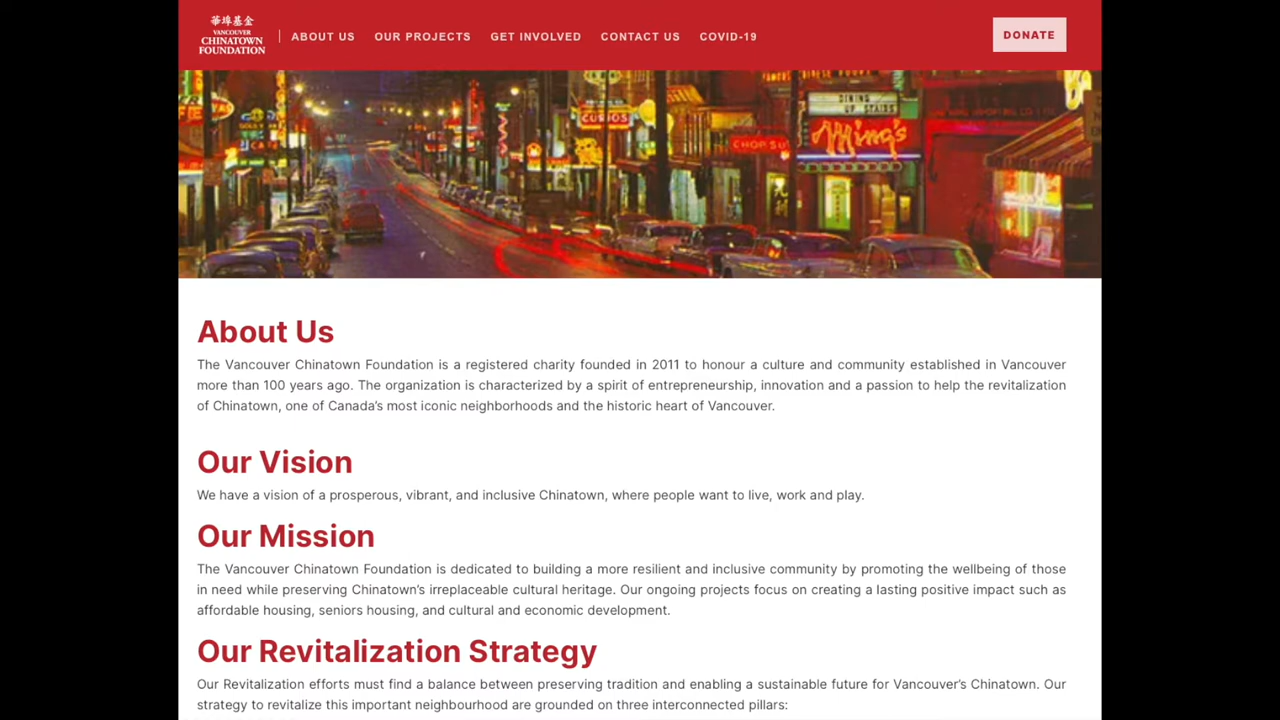 華埠基金
VANCOUVER
CHINATOWN
FOUNDATION
ABOUT US OUR PROJECTS GET INVOLVED CONTACT US COVID-19
DONATE
DINING
UP STAIRS
CURIOS
Ming's
CHOP SUEY
About Us
The Vancouver Chinatown Foundation is a registered charity founded in 2011 to honour a culture and community established in Vancouver
more than 100 years ago. The organization is characterized by a spirit of entrepreneurship, innovation and a passion to help the revitalization
of Chinatown, one of Canada's most iconic neighborhoods and the historic heart of Vancouver.
Our Vision
We have a vision of a prosperous, vibrant, and inclusive Chinatown, where people want to live, work and play.
Our Mission
The Vancouver Chinatown Foundation is dedicated to building a more resilient and inclusive community by promoting the wellbeing of those
in need while preserving Chinatown's irreplaceable cultural heritage. Our ongoing projects focus on creating a lasting positive impact such as
affordable housing, seniors housing, and cultural and economic development.
Our Revitalization Strategy
Our Revitalization efforts must find a balance between preserving tradition and enabling a sustainable future for Vancouver's Chinatown. Our
strategy to revitalize this important neighbourhood are grounded on three interconnected pillars: